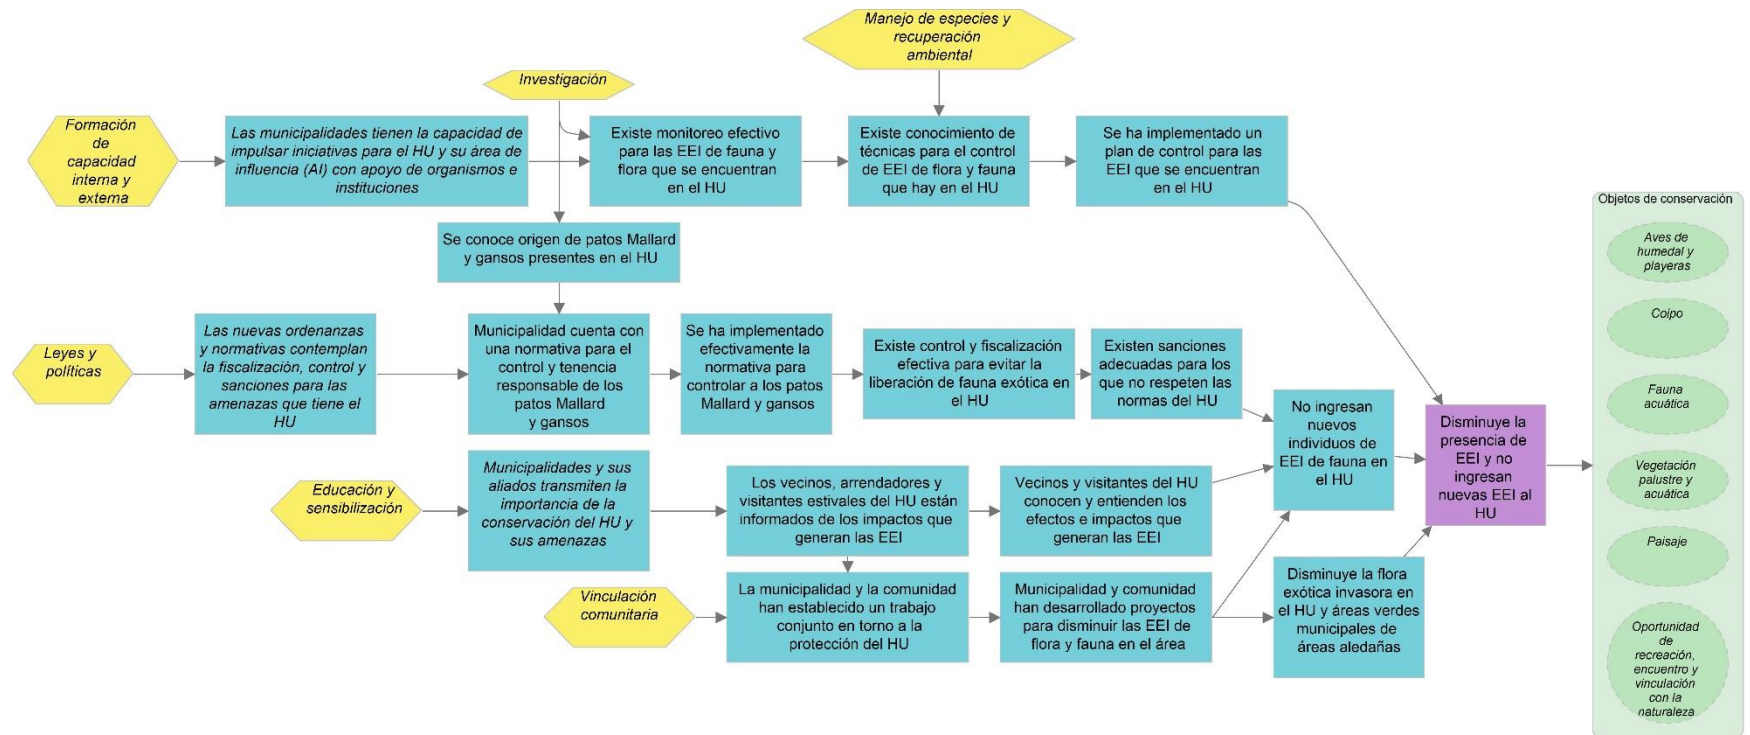 Manejo de especies y
recuperación
ambiental
Investigación
Formación
de
capacidad
interna y
externa
Las municipalidades tienen la capacidad de
impulsar iniciativas para el HU y su área de
influencia (AI) con apoyo de organismos e
instituciones
Existe monitoreo efectivo
para las EEI de fauna y
flora que se encuentran
en el HU
Existe conocimiento de
técnicas para el control
de EEI de flora y fauna
que hay en el HU
Se ha implementado un
plan de control para las
EEI que se encuentran
en el HU
Se conoce origen de patos Mallard
y gansos presentes en el HU
Leyes y
políticas
Las nuevas ordenanzas
y normativas contemplan
la fiscalización, control y
sanciones para las
amenazas que tiene el
HU
Municipalidad cuenta con
una normativa para el
control y tenencia
responsable de los
patos Mallard
y gansos
Se ha implementado
efectivamente la
normativa para
controlar a los patos
Mallard y gansos
Existe control y fiscalización
efectiva para evitar la
liberación de fauna exótica en
el HU
Existen sanciones
adecuadas para los
que no respeten las
normas del HU
No ingresan
nuevos
individuos de
EEI de fauna en
el HU
Disminuye la
presencia de
EEI y no
ingresan
nuevas EEI al
HU
Educación y
sensibilización
Municipalidades y sus
aliados transmiten la
importancia de la
conservación del HU y
sus amenazas
Los vecinos, arrendadores y
visitantes estivales del HU están
informados de los impactos que
generan las EEI
Vecinos y visitantes del HU
conocen y entienden los
efectos e impactos que
generan las EEI
Vinculación
comunitaria
La municipalidad y la comunidad
han establecido un trabajo
conjunto en torno a la
protección del HU
Municipalidad y comunidad
han desarrollado proyectos
para disminuir las EEI de
flora y fauna en el área
Disminuye la flora
exótica invasora en
el HU y áreas verdes
municipales de
áreas aledañas
Objetos de conservación
Aves de
humedal y
playeras
Coipo
Fauna
acuática
Vegetación
palustre y
acuática
Paisaje
Oportunidad
de
recreación,
encuentro y
vinculación
con la
naturaleza